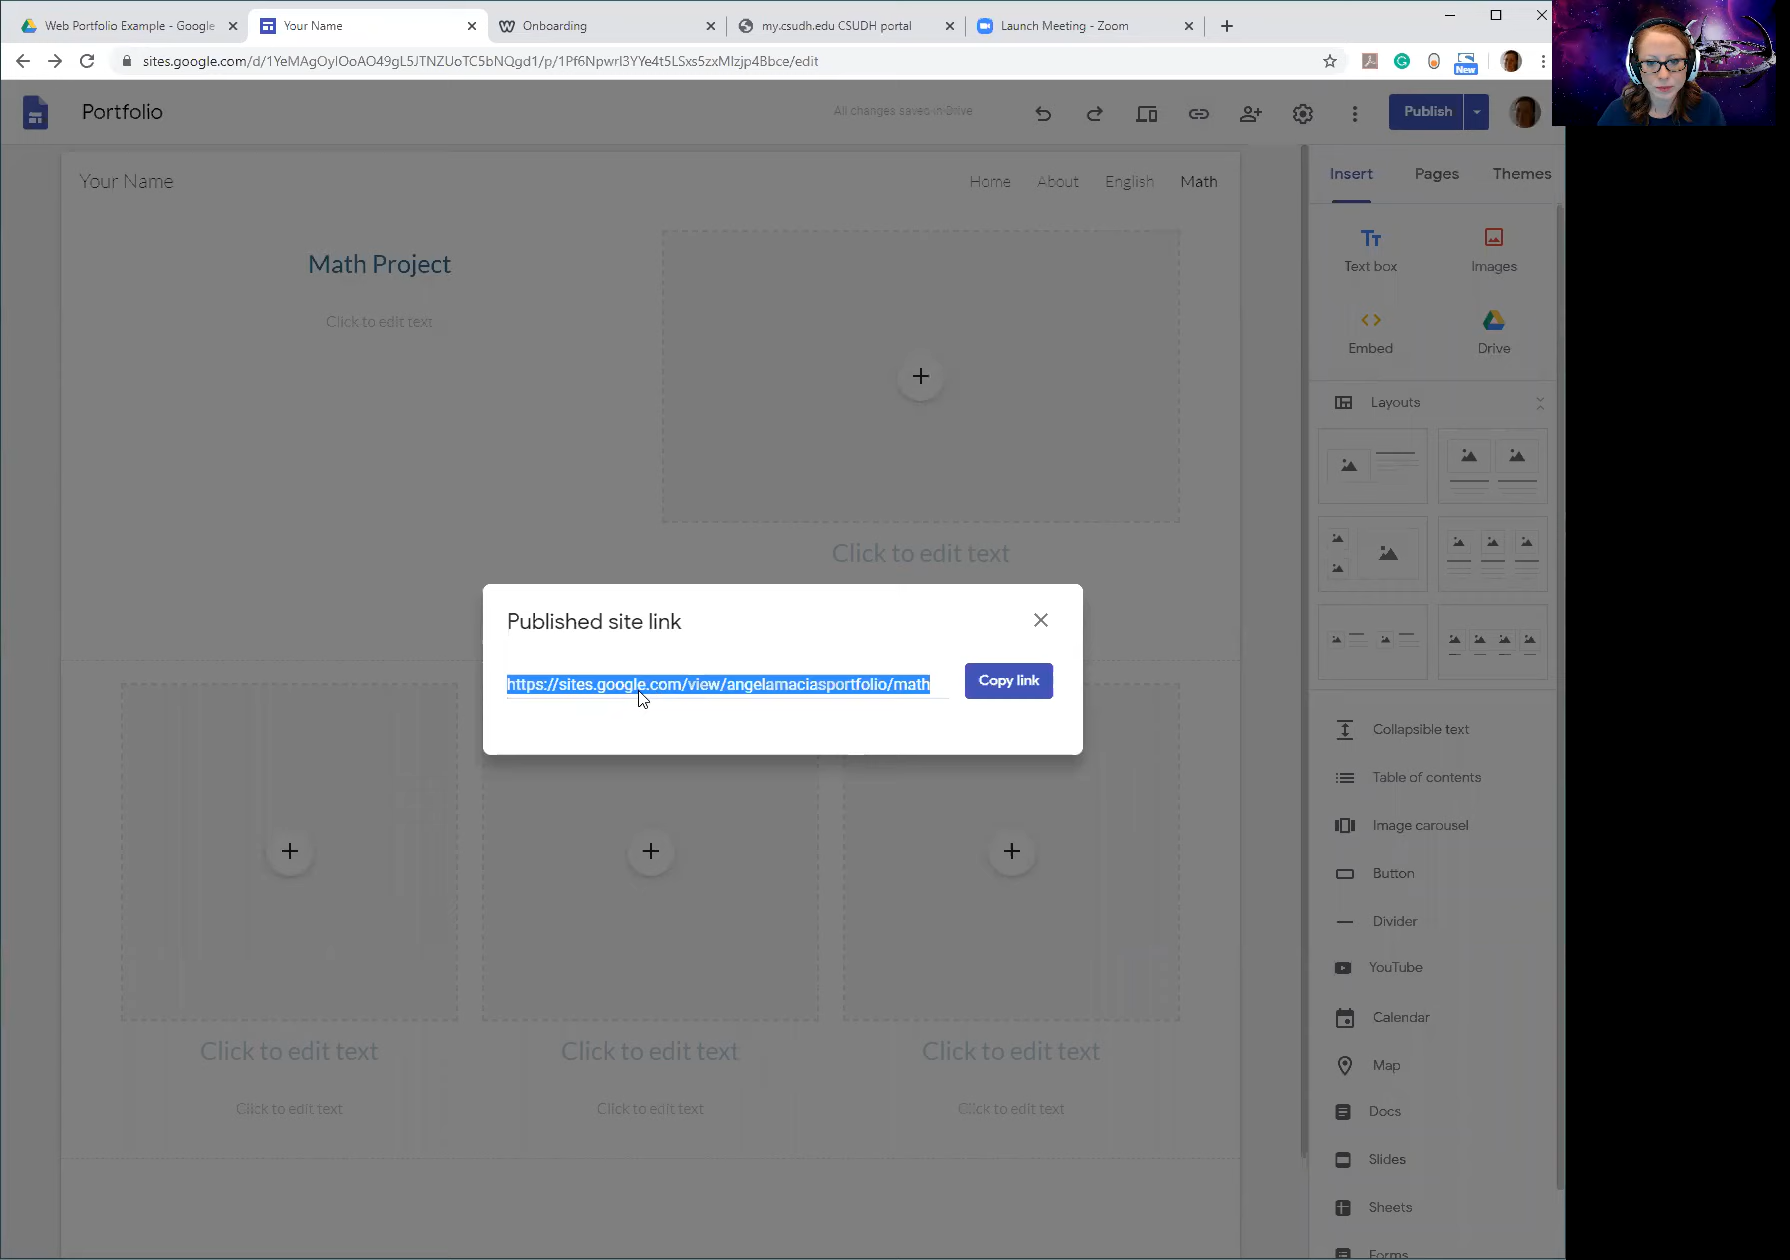 Web Portfolio Example - Google
Your Name
Onboarding
my.csudh.edu CSUDH portal
Launch Meeting - Zoom
sites.google.com/d/1YeMAgOylOoAO49gL5JTNZUoTC5bNQgd1/p/1Pf6Npwrl3YYe4t5LSxs5zxMlzjp4Bbce/edit
New
Portfolio
All changes saved in Drive
Publish
Your Name
Home
About
English
Math
Insert
Pages
Themes
Math Project
Click to edit text
Click to edit text
Text box
Images
Embed
Drive
Layouts
Published site link
https://sites.google.com/view/angelamaciasportfolio/math
Copy link
Collapsible text
Table of contents
Image carousel
Button
Divider
YouTube
Calendar
Map
Docs
Slides
Sheets
Forms
Click to edit text
Click to edit text
Click to edit text
Click to edit text
Click to edit text
Click to edit text